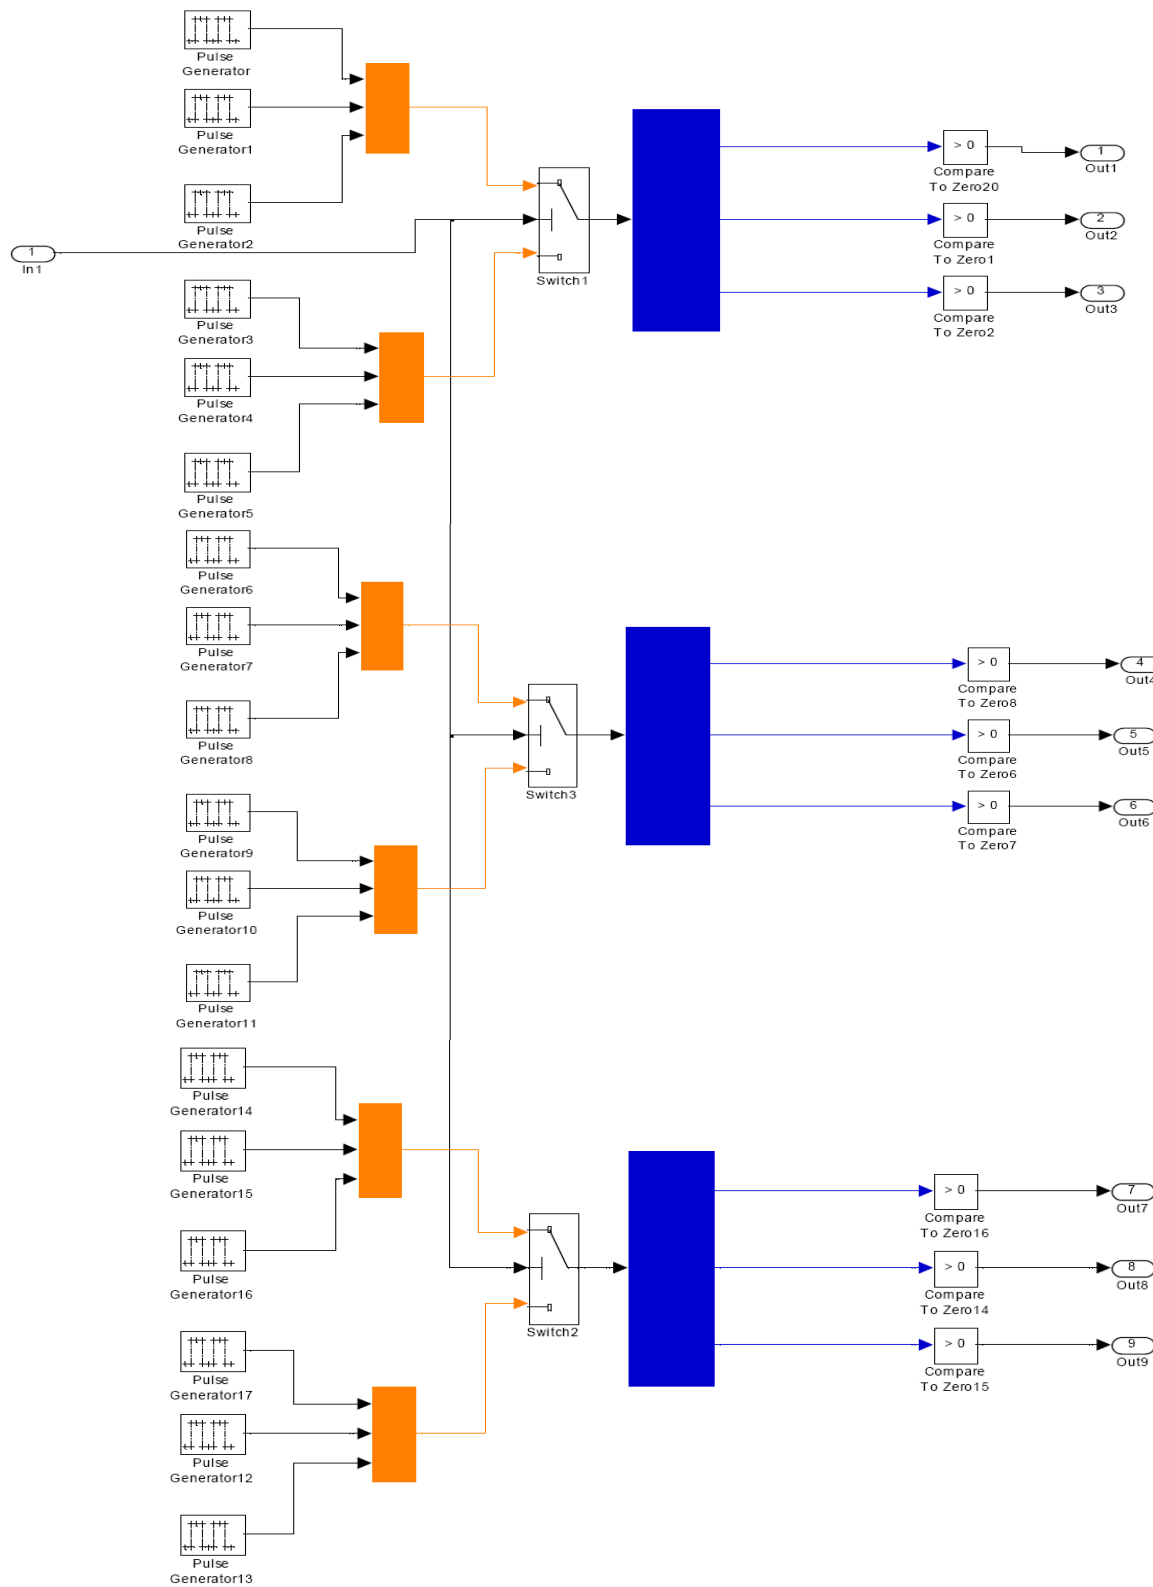 Pulse
Generator
Pulse
Generator1
Pulse
Generator2
1
In1
Switch1
> 0
Compare
To Zero20
1
Out1
> 0
Compare
To Zero1
2
Out2
> 0
Compare
To Zero2
3
Out3
Pulse
Generator3
Pulse
Generator4
Pulse
Generator5
Pulse
Generator6
Pulse
Generator7
Pulse
Generator8
Switch3
> 0
Compare
To Zero8
4
Out4
> 0
Compare
To Zero6
5
Out5
> 0
Compare
To Zero7
6
Out6
Pulse
Generator9
Pulse
Generator10
Pulse
Generator11
Pulse
Generator14
Pulse
Generator15
Pulse
Generator16
Switch2
> 0
Compare
To Zero16
7
Out7
> 0
Compare
To Zero14
8
Out8
> 0
Compare
To Zero15
9
Out9
Pulse
Generator17
Pulse
Generator12
Pulse
Generator13